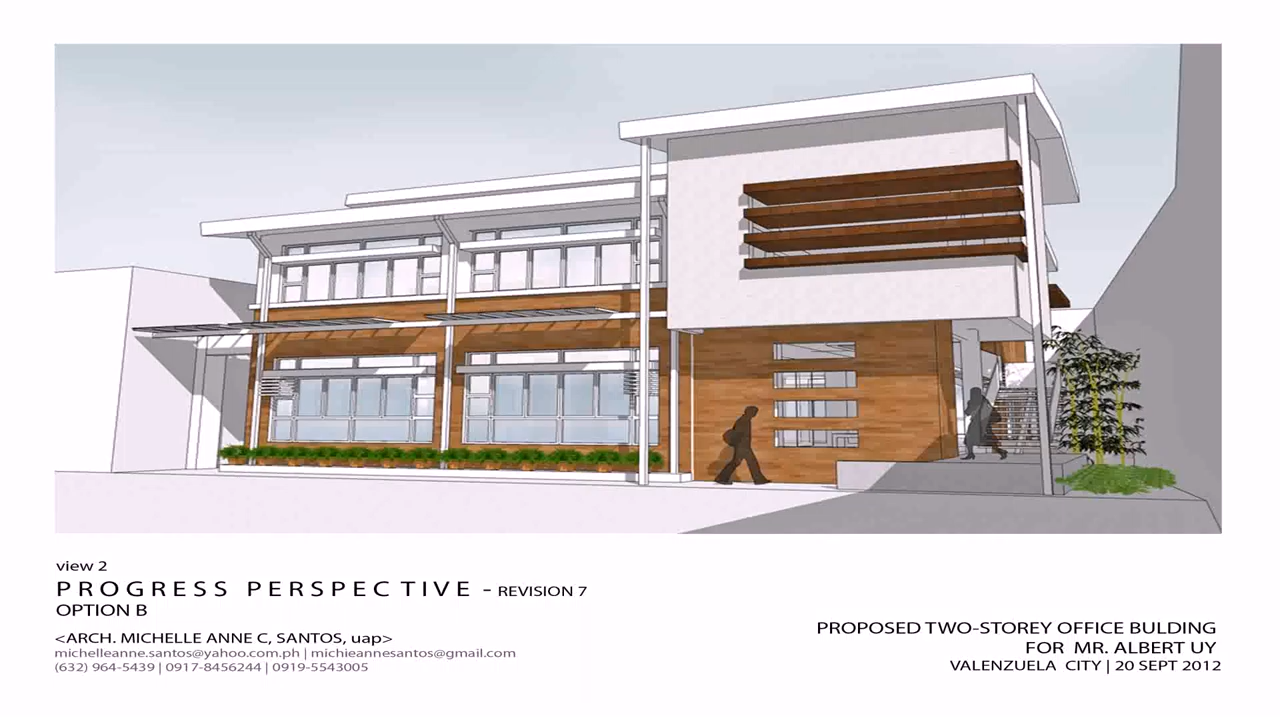 view 2
PROGRESS PERSPECTIVE - REVISION 7
OPTION B
<ARCH. MICHELLE ANNE C, SANTOS, uap>
michelleanne.santos@yahoo.com.ph | michieannesantos@gmail.com
(632) 964-5439 | 0917-8456244 | 0919-5543005
PROPOSED TWO-STOREY OFFICE BULDING
FOR MR. ALBERT UY
VALENZUELA CITY | 20 SEPT 2012